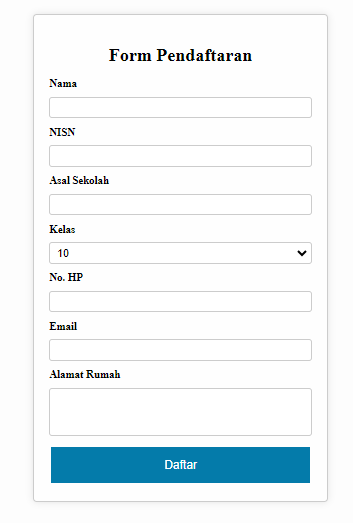 Form Pendaftaran
Nama
NISN
Asal Sekolah
Kelas
10
No. HP
Email
Alamat Rumah
Daftar